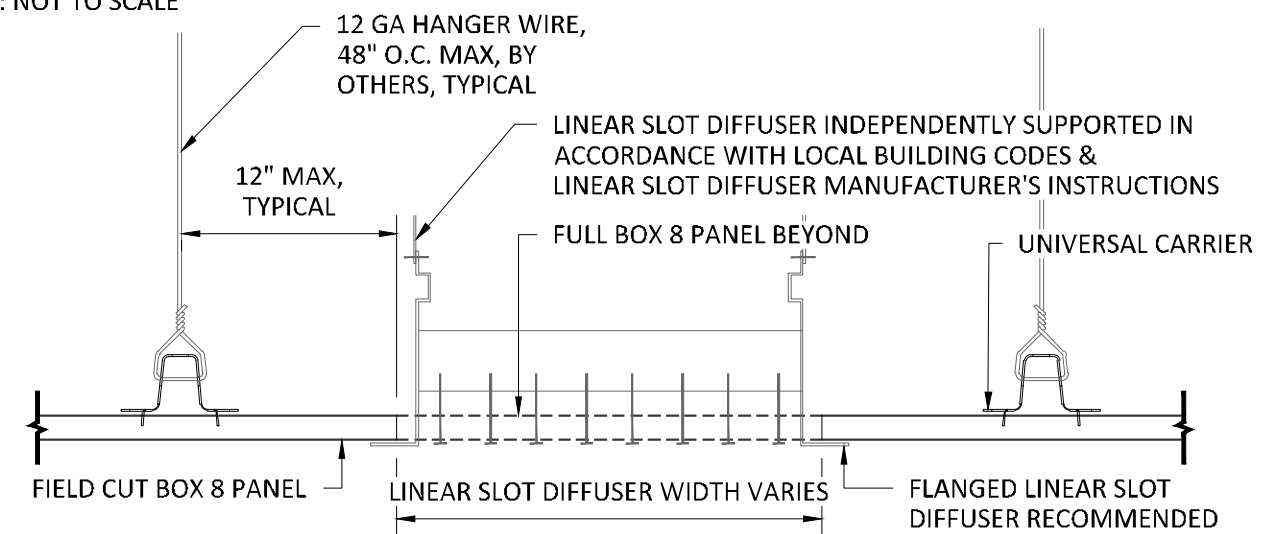 : NOT TO SCALE
12 GA HANGER WIRE,
48" O.C. MAX, BY
OTHERS, TYPICAL
LINEAR SLOT DIFFUSER INDEPENDENTLY SUPPORTED IN
ACCORDANCE WITH LOCAL BUILDING CODES &
LINEAR SLOT DIFFUSER MANUFACTURER'S INSTRUCTIONS
12" MAX,
TYPICAL
FULL BOX 8 PANEL BEYOND
UNIVERSAL CARRIER
FIELD CUT BOX 8 PANEL
LINEAR SLOT DIFFUSER WIDTH VARIES
FLANGED LINEAR SLOT
DIFFUSER RECOMMENDED